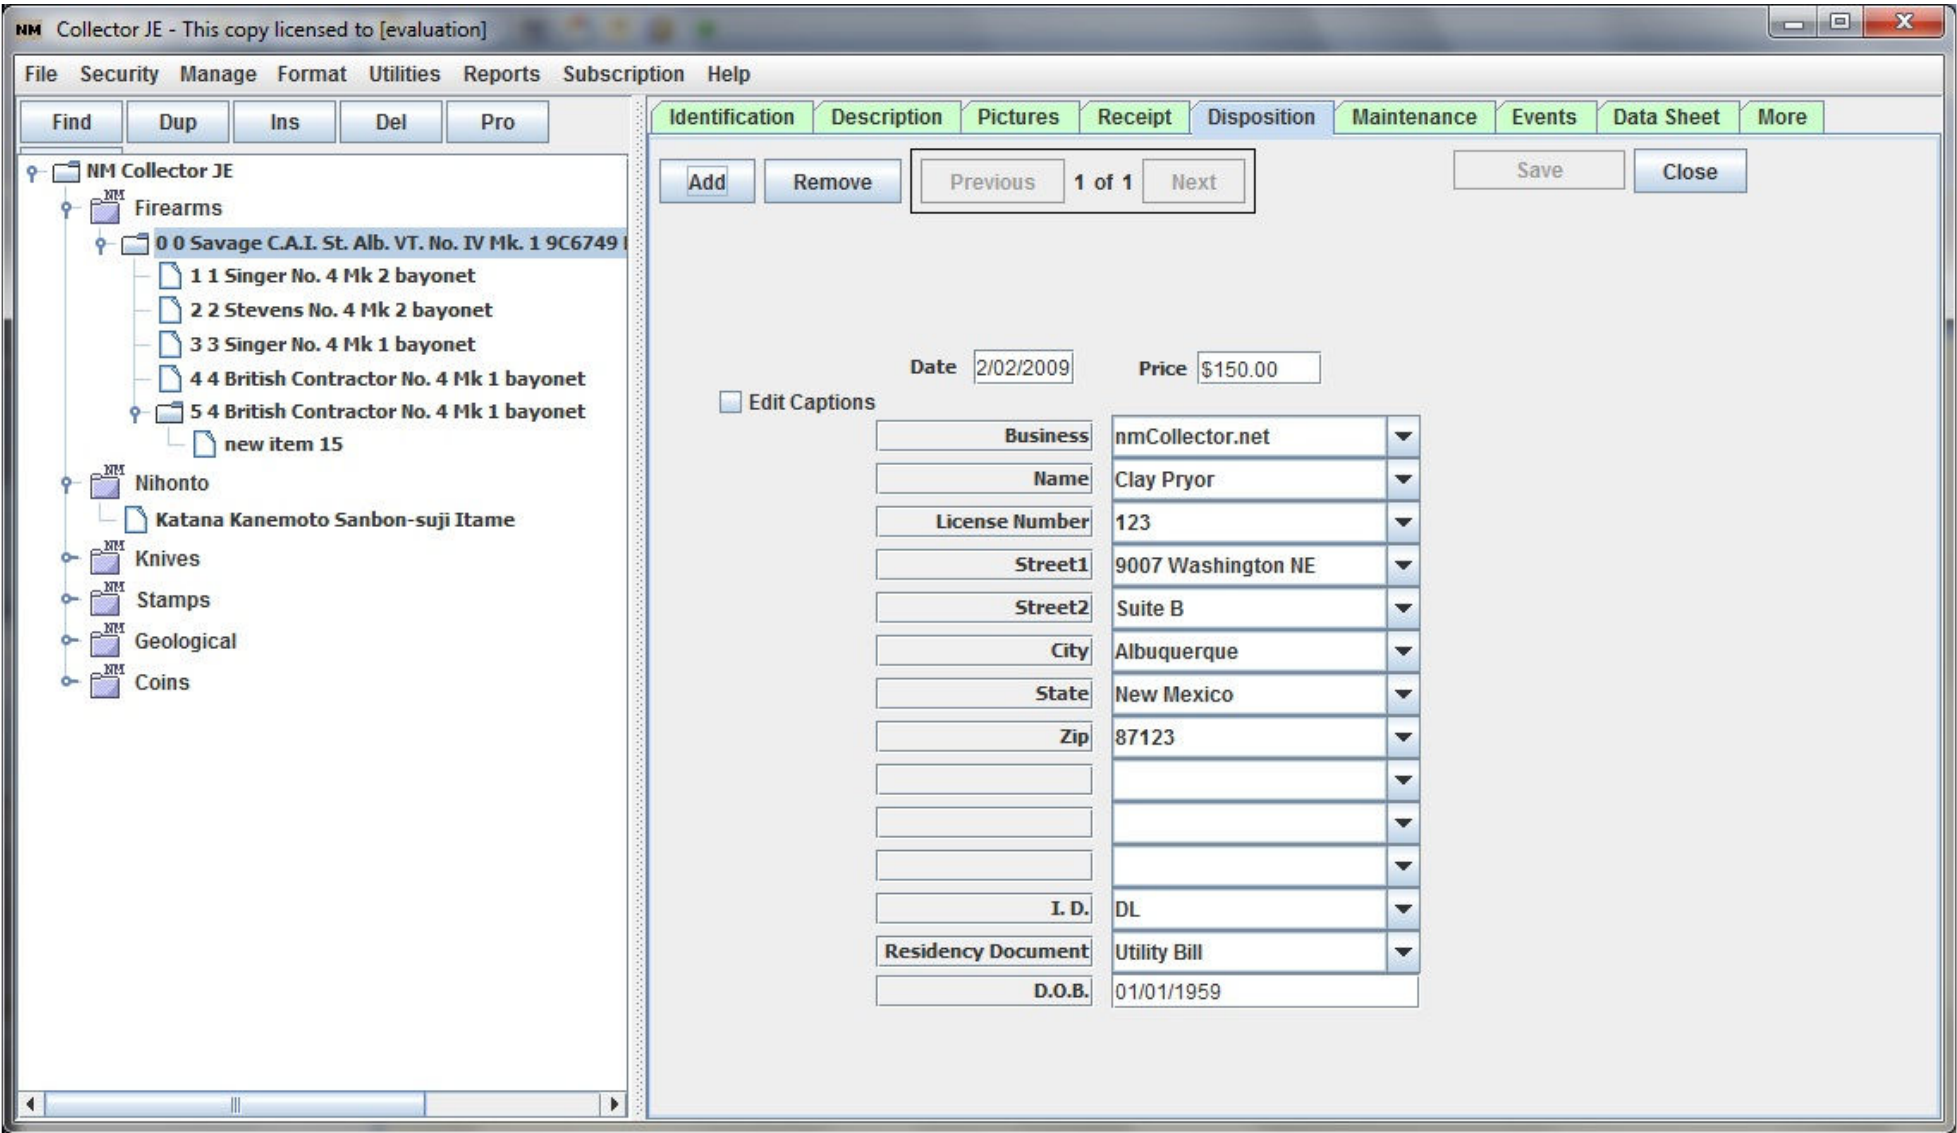 NM Collector JE - This copy licensed to [evaluation]
File Security Manage Format Utilities Reports Subscription Help
Find Dup Ins Del Pro
NM Collector JE
NM
Firearms
0 0 Savage C.A.I. St. Alb. VT. No. IV Mk. 1 9C6749
1 1 Singer No. 4 Mk 2 bayonet
2 2 Stevens No. 4 Mk 2 bayonet
3 3 Singer No. 4 Mk 1 bayonet
4 4 British Contractor No. 4 Mk 1 bayonet
5 4 British Contractor No. 4 Mk 1 bayonet
new item 15
NM
Nihonto
Katana Kanemoto Sanbon-suji Itame
NM
Knives
NM
Stamps
NM
Geological
NM
Coins
Identification Description Pictures Receipt Disposition Maintenance Events Data Sheet More
Add Remove Previous 1 of 1 Next Save Close
Date 2/02/2009 Price $150.00
Edit Captions
Business nmCollector.net
Name Clay Pryor
License Number 123
Street1 9007 Washington NE
Street2 Suite B
City Albuquerque
State New Mexico
Zip 87123
I. D. DL
Residency Document Utility Bill
D.O.B. 01/01/1959